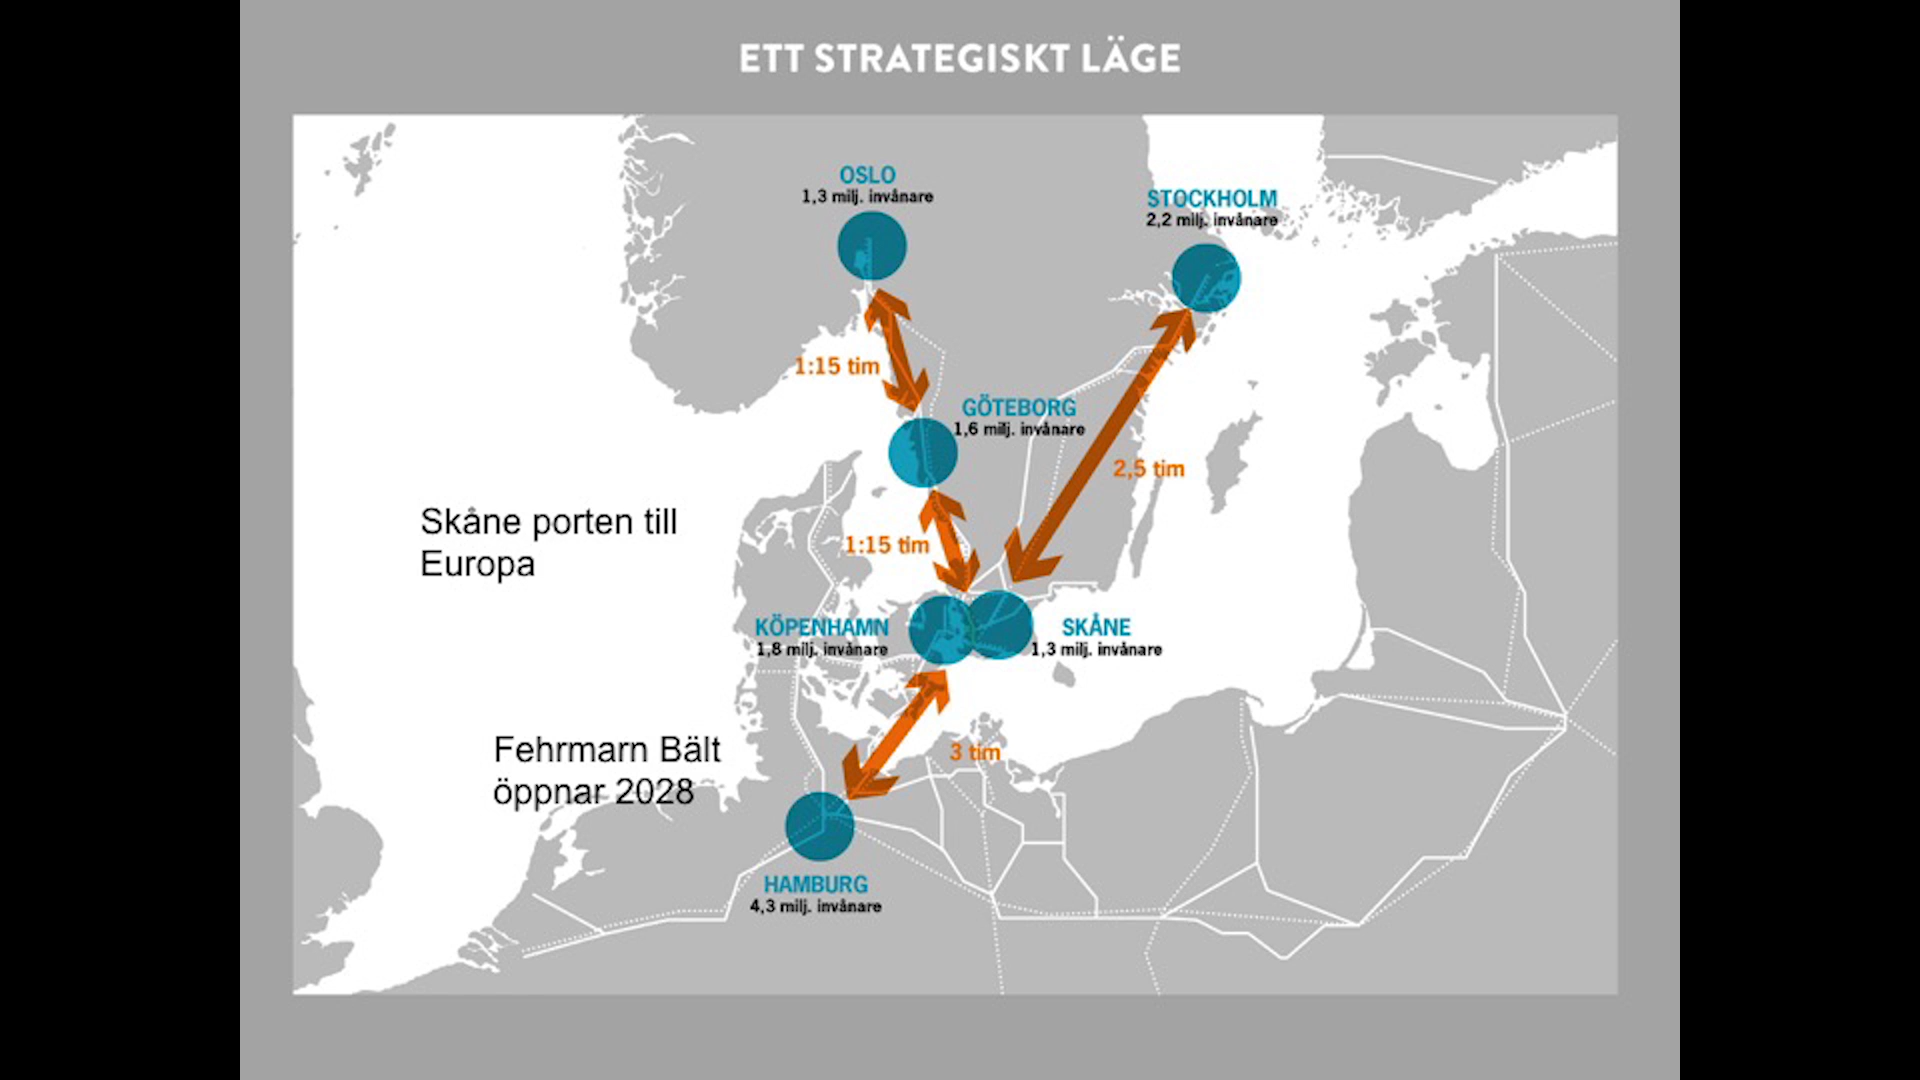 ETT STRATEGISKT LÄGE
OSLO
1,3 milj. invånare
STOCKHOLM
2,2 milj. invånare
1:15 tim
GÖTEBORG
1,6 milj. invånare
2,5 tim
Skåne porten till
Europa
1:15 tim
KÖPENHAMN
1,8 milj. invånare
SKÅNE
1,3 milj. invånare
Fehrmarn Bält
öppnar 2028
3 tim
HAMBURG
4,3 milj. invånare